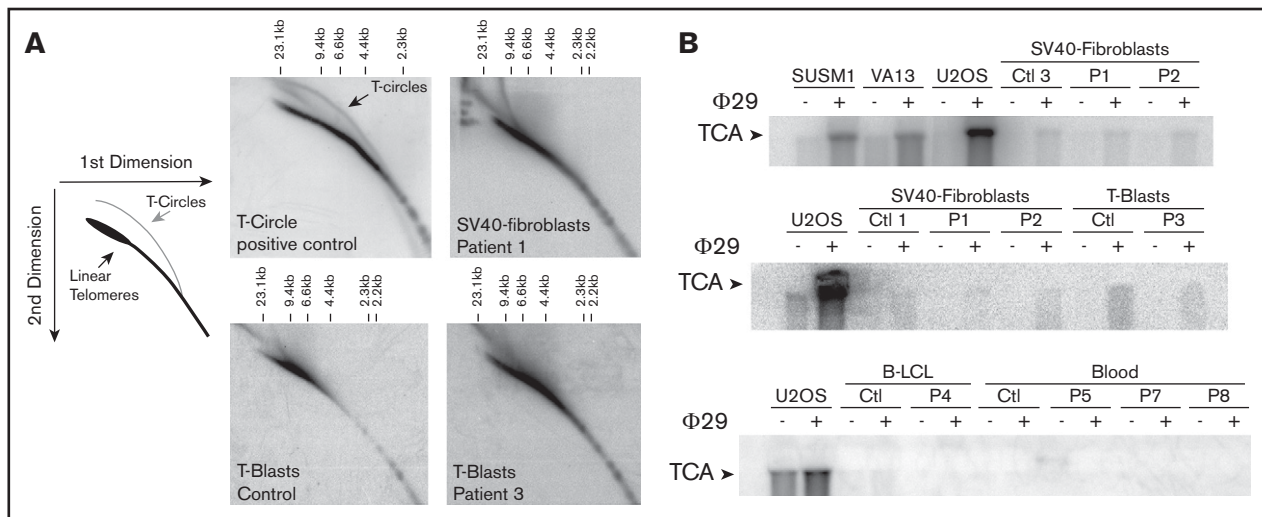 A
23.1kb 9.4kb 6.6kb 4.4kb 2.3kb
T-circles
T-Circle
positive control
23.1kb 9.4kb 6.6kb 4.4kb 2.3kb 2.2kb
SV40-fibroblasts
Patient 1
1st Dimension
2nd Dimension
T-Circles
Linear
Telomeres
23.1kb 9.4kb 6.6kb 4.4kb 2.3kb 2.2kb
T-Blasts
Control
23.1kb 9.4kb 6.6kb 4.4kb 2.3kb 2.2kb
T-Blasts
Patient 3
B
SV40-Fibroblasts
SUSM1 VA13 U2OS Ctl 3 P1 P2
Φ29 - + - + - + - + - + - +
TCA
SV40-Fibroblasts T-Blasts
U2OS Ctl 1 P1 P2 Ctl P3
Φ29 - + - + - + - + - + - +
TCA
B-LCL Blood
U2OS Ctl P4 Ctl P5 P7 P8
Φ29 - + - + - + - + - + - + - +
TCA